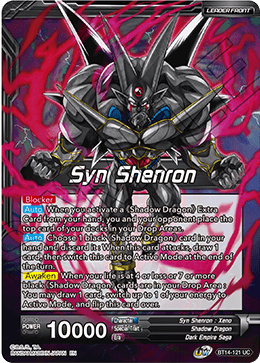 LEADER FRONT
Syn Shenron
Blocker
Auto When you activate a {Shadow Dragon} Extra
Card from your hand, you and your opponent place the
top card of your decks in your Drop Areas.
Auto Choose 1 black {Shadow Dragon} card in your
hand and discard it: When this card attacks, draw 1
card, then switch this card to Active Mode at the end of
the turn.
Awaken When your life is at 4 or less or 7 or more
black {Shadow Dragon} cards are in your Drop Area:
You may draw 1 card, switch up to 1 of your energy to
Active Mode, and flip this card over.
POWER 10000
Character Syn Shenron : Xeno
Special Trait Shadow Dragon
Era Dark Empire Saga
BT14-121 UC